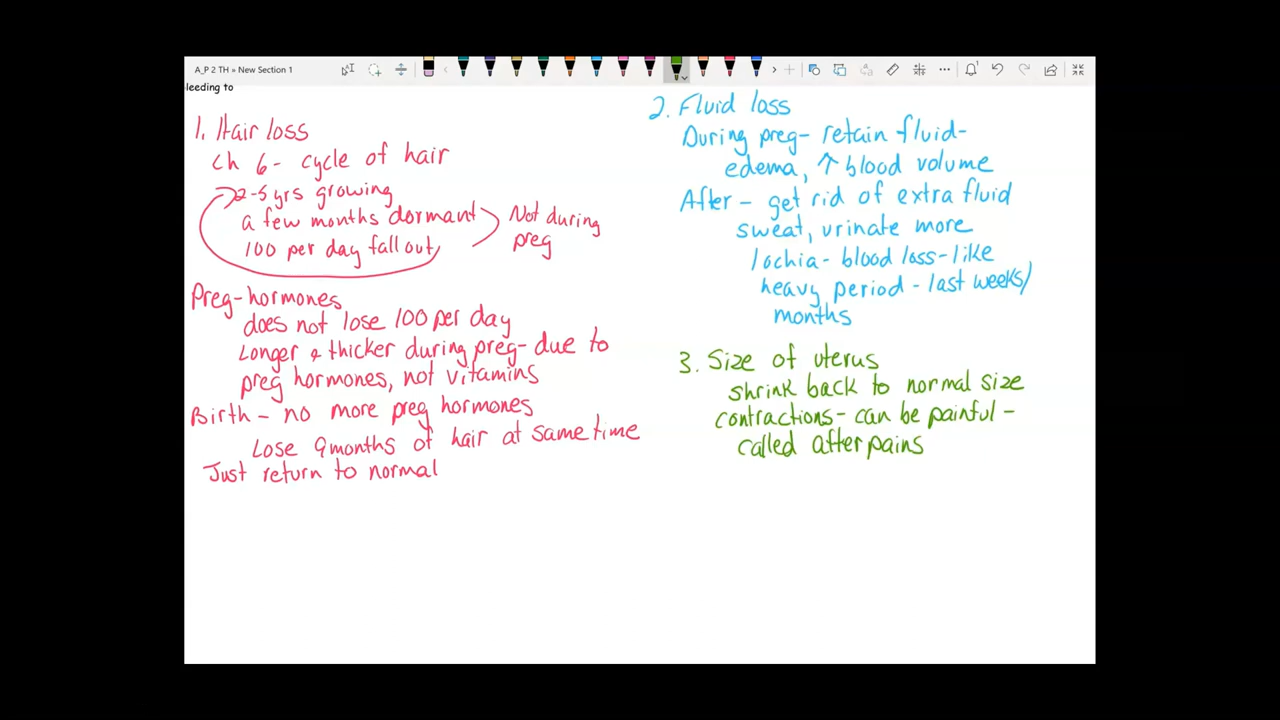 A_P 2 TH » New Section 1
leeding to
1. Hair loss
Ch 6- cycle of hair
2-5 yrs growing
a few months dormant
100 per day fall out
Not during
preg
Preg-hormones
does not lose 100 per day
Longer & thicker during preg- due to
preg hormones, not vitamins
Birth - no more preg hormones
Lose 9 months of hair at same time
Just return to normal
2. Fluid loss
During preg- retain fluid-
edema, ↑ blood volume
After - get rid of extra fluid
sweat, urinate more
lochia- blood loss-like
heavy period - last weeks/
months
3. Size of uterus
shrink back to normal size
contractions- can be painful -
called afterpains